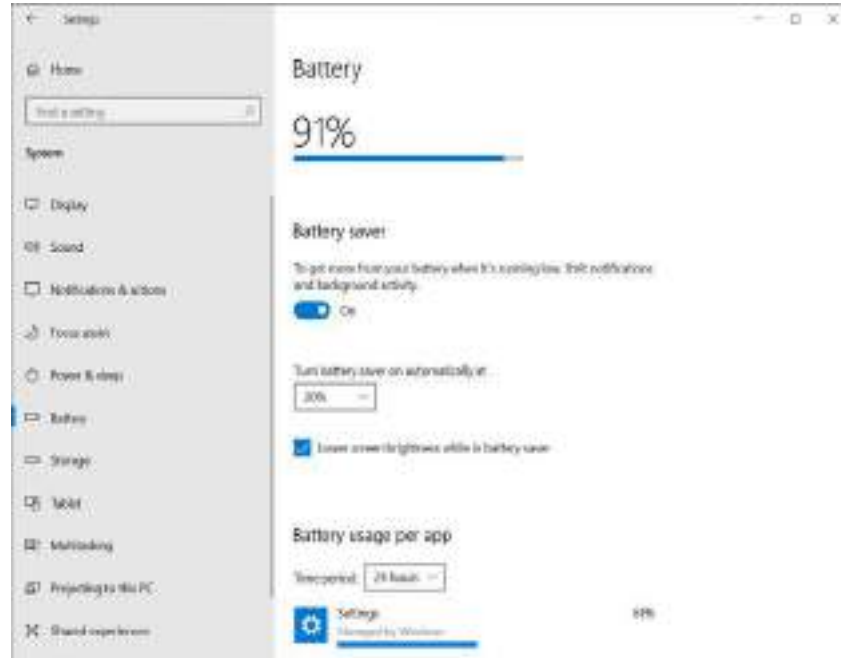 Settings
Home
Find a setting
System
Display
Sound
Notifications & actions
Focus assist
Power & sleep
Battery
Storage
Tablet
Multitasking
Projecting to this PC
Shared experiences
Battery
91%
Battery saver
To get more from your battery when it's running low, limit notifications
and background activity.
On
Turn battery saver on automatically at
20%
Lower screen brightness while in battery saver
Battery usage per app
Time period: 24 hours
Settings
Managed by Windows